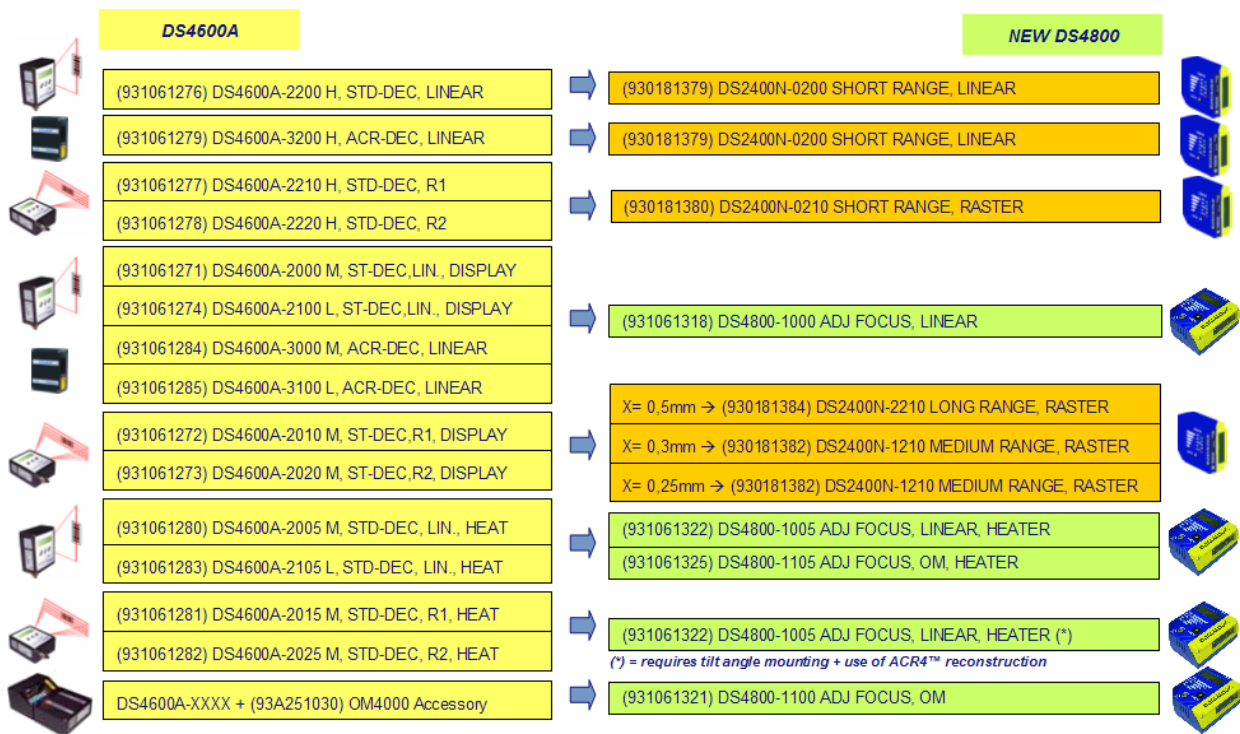 DS4600A
NEW DS4800
(931061276) DS4600A-2200 H, STD-DEC, LINEAR
(930181379) DS2400N-0200 SHORT RANGE, LINEAR
(931061279) DS4600A-3200 H, ACR-DEC, LINEAR
(930181379) DS2400N-0200 SHORT RANGE, LINEAR
(931061277) DS4600A-2210 H, STD-DEC, R1
(931061278) DS4600A-2220 H, STD-DEC, R2
(930181380) DS2400N-0210 SHORT RANGE, RASTER
(931061271) DS4600A-2000 M, ST-DEC,LIN., DISPLAY
(931061274) DS4600A-2100 L, ST-DEC,LIN., DISPLAY
(931061284) DS4600A-3000 M, ACR-DEC, LINEAR
(931061285) DS4600A-3100 L, ACR-DEC, LINEAR
(931061318) DS4800-1000 ADJ FOCUS, LINEAR
(931061272) DS4600A-2010 M, ST-DEC,R1, DISPLAY
(931061273) DS4600A-2020 M, ST-DEC,R2, DISPLAY
X= 0,5mm → (930181384) DS2400N-2210 LONG RANGE, RASTER
X= 0,3mm → (930181382) DS2400N-1210 MEDIUM RANGE, RASTER
X= 0,25mm → (930181382) DS2400N-1210 MEDIUM RANGE, RASTER
(931061280) DS4600A-2005 M, STD-DEC, LIN., HEAT
(931061283) DS4600A-2105 L, STD-DEC, LIN., HEAT
(931061322) DS4800-1005 ADJ FOCUS, LINEAR, HEATER
(931061325) DS4800-1105 ADJ FOCUS, OM, HEATER
(931061281) DS4600A-2015 M, STD-DEC, R1, HEAT
(931061282) DS4600A-2025 M, STD-DEC, R2, HEAT
(931061322) DS4800-1005 ADJ FOCUS, LINEAR, HEATER (*)
(*) = requires tilt angle mounting + use of ACR4™ reconstruction
DS4600A-XXXX + (93A251030) OM4000 Accessory
(931061321) DS4800-1100 ADJ FOCUS, OM